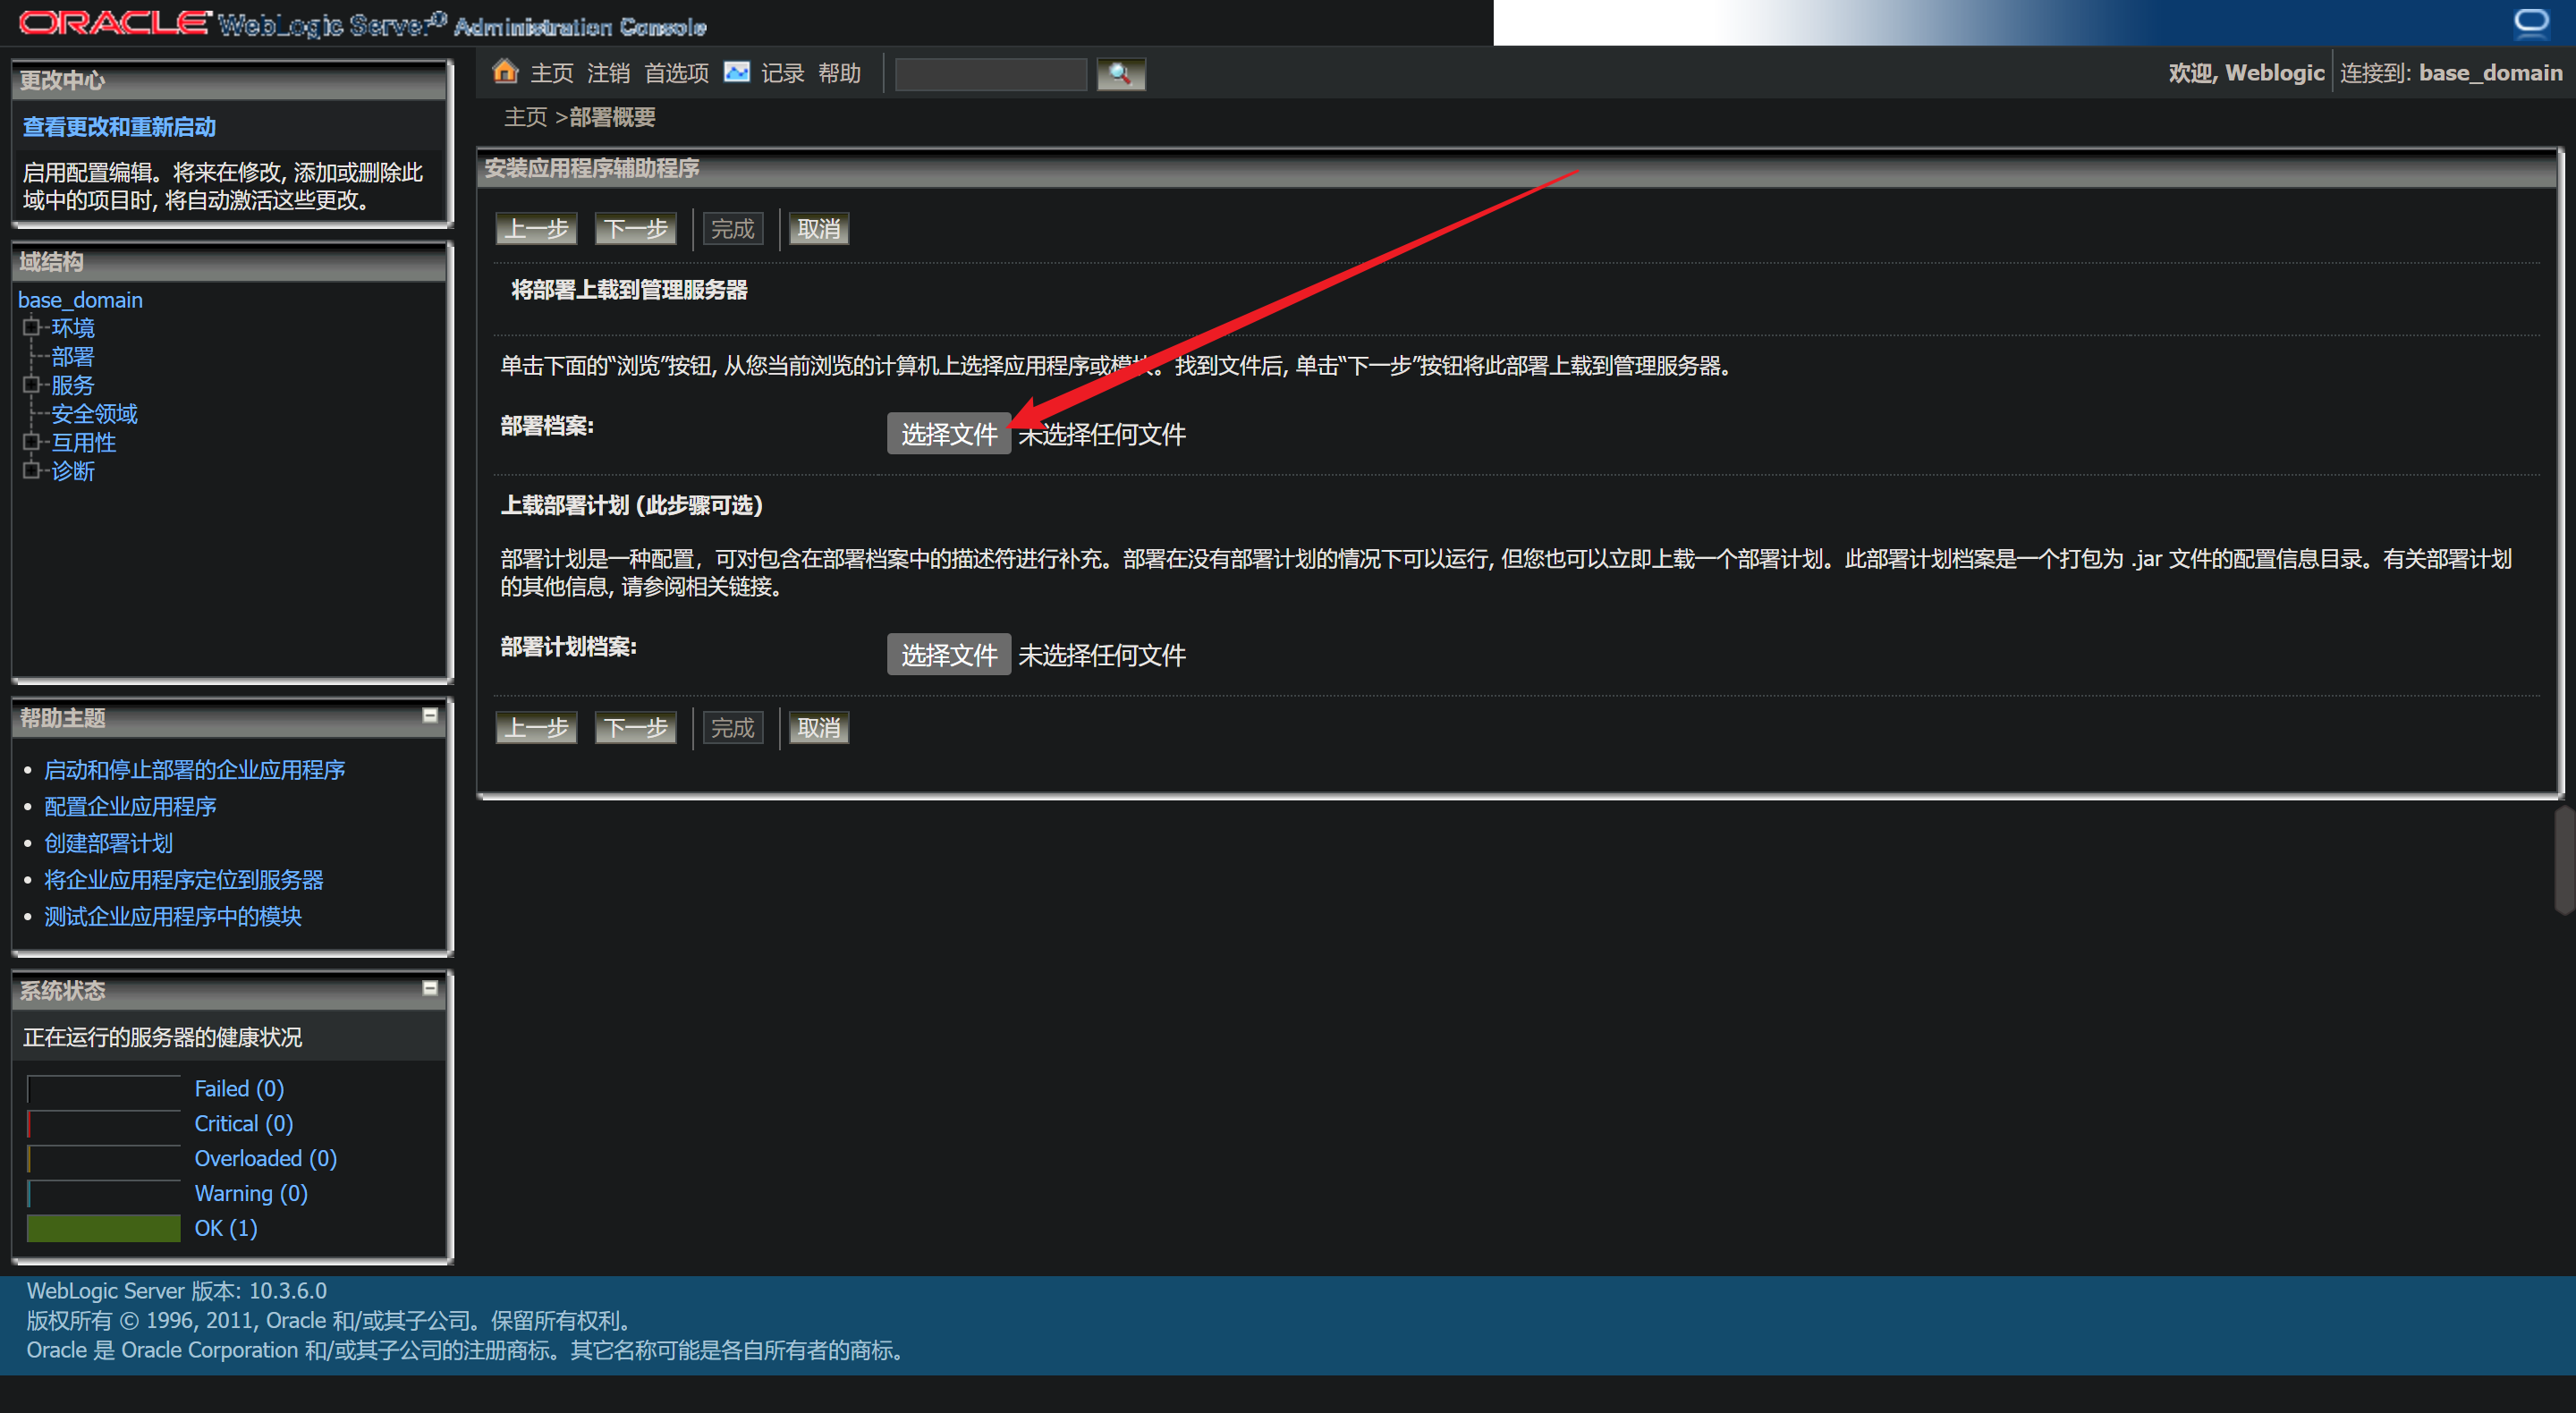 ORACLE WebLogic Server® Administration Console
更改中心
查看更改和重新启动
启用配置编辑。将来在修改, 添加或删除此
域中的项目时, 将自动激活这些更改。
域结构
base_domain
环境
部署
服务
安全领域
互用性
诊断
帮助主题
启动和停止部署的企业应用程序
配置企业应用程序
创建部署计划
将企业应用程序定位到服务器
测试企业应用程序中的模块
系统状态
正在运行的服务器的健康状况
Failed (0)
Critical (0)
Overloaded (0)
Warning (0)
OK (1)
主页 注销 首选项 记录 帮助
欢迎, Weblogic 连接到: base_domain
主页 >部署概要
安装应用程序辅助程序
上一步 下一步 完成 取消
将部署上载到管理服务器
单击下面的“浏览”按钮, 从您当前浏览的计算机上选择应用程序或模块。找到文件后, 单击“下一步”按钮将此部署上载到管理服务器。
部署档案: 选择文件 未选择任何文件
上载部署计划 (此步骤可选)
部署计划是一种配置，可对包含在部署档案中的描述符进行补充。部署在没有部署计划的情况下可以运行, 但您也可以立即上载一个部署计划。此部署计划档案是一个打包为 .jar 文件的配置信息目录。有关部署计划
的其他信息, 请参阅相关链接。
部署计划档案: 选择文件 未选择任何文件
上一步 下一步 完成 取消
WebLogic Server 版本: 10.3.6.0
版权所有 © 1996, 2011, Oracle 和/或其子公司。保留所有权利。
Oracle 是 Oracle Corporation 和/或其子公司的注册商标。其它名称可能是各自所有者的商标。